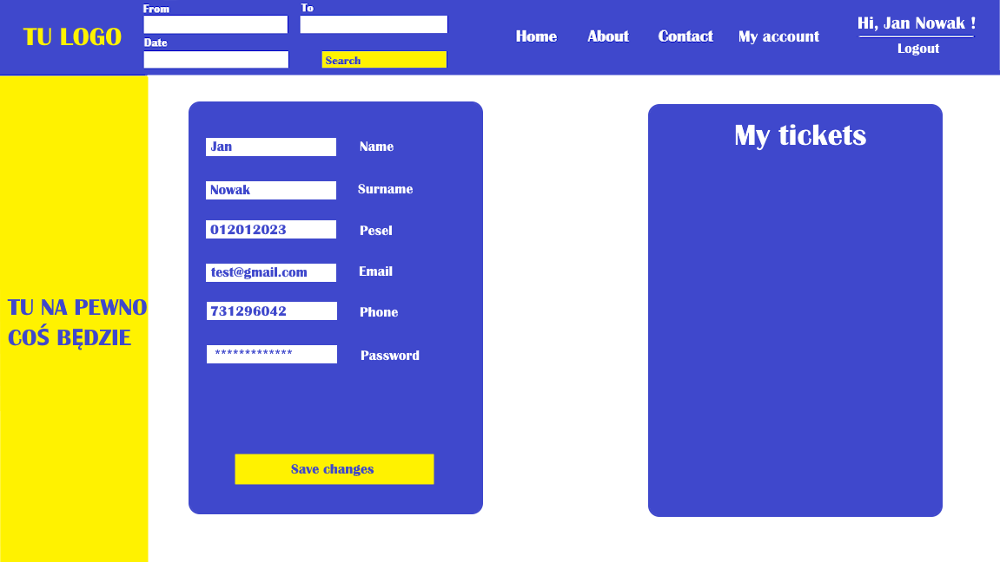 TU LOGO
From
To
Date
Search
Home
About
Contact
My account
Hi, Jan Nowak !
Logout
TU NA PEWNO
COŚ BĘDZIE
Jan
Name
Nowak
Surname
012012023
Pesel
test@gmail.com
Email
731296042
Phone
*************
Password
Save changes
My tickets